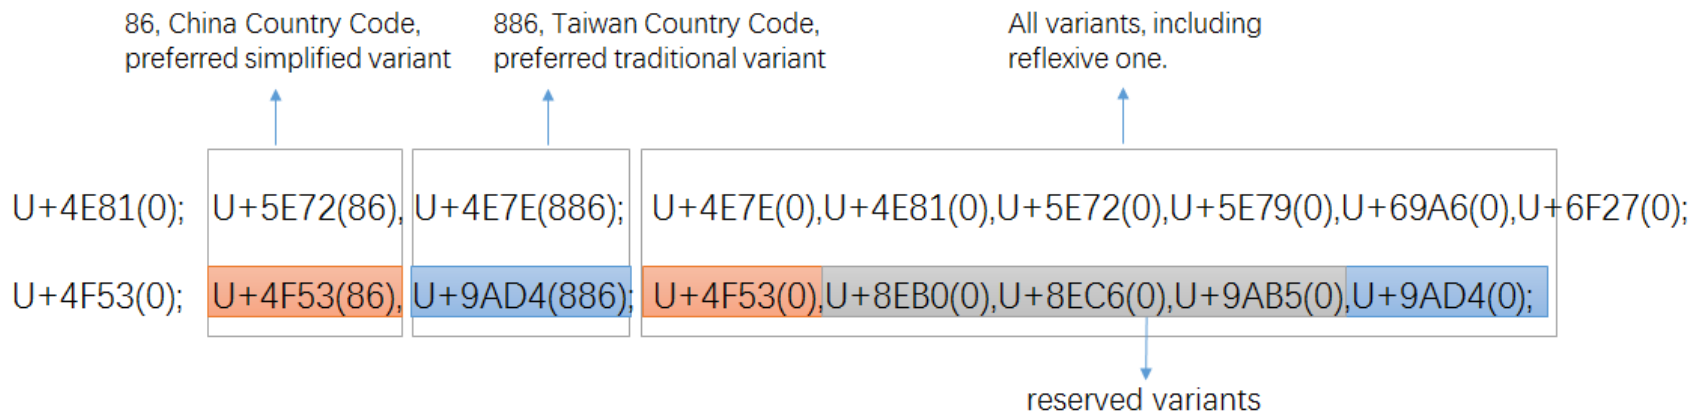 86, China Country Code,
preferred simplified variant
886, Taiwan Country Code,
preferred traditional variant
All variants, including
reflexive one.
U+4E81(0); U+5E72(86), U+4E7E(886); U+4E7E(0),U+4E81(0),U+5E72(0),U+5E79(0),U+69A6(0),U+6F27(0);
U+4F53(0); U+4F53(86), U+9AD4(886); U+4F53(0),U+8EB0(0),U+8EC6(0),U+9AB5(0),U+9AD4(0);
reserved variants